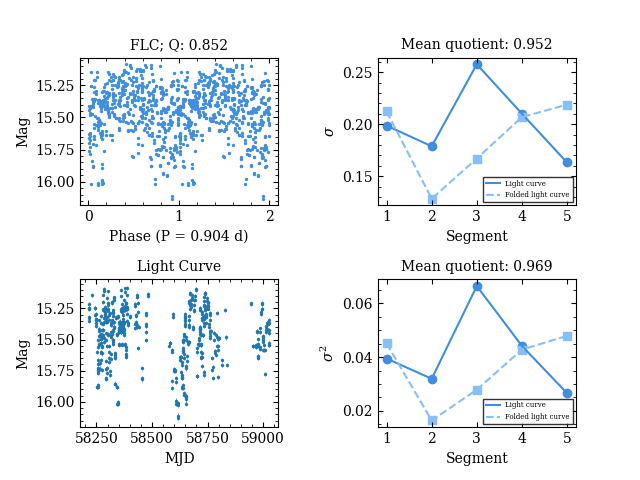 FLC; Q: 0.852
Mag
15.25
15.50
15.75
16.00
0
1
2
Phase (P = 0.904 d)
Mean quotient: 0.952
σ
0.25
0.20
0.15
Light curve
Folded light curve
1
2
3
4
5
Segment
Light Curve
Mag
15.25
15.50
15.75
16.00
58250
58500
58750
59000
MJD
Mean quotient: 0.969
σ²
0.06
0.04
0.02
Light curve
Folded light curve
1
2
3
4
5
Segment